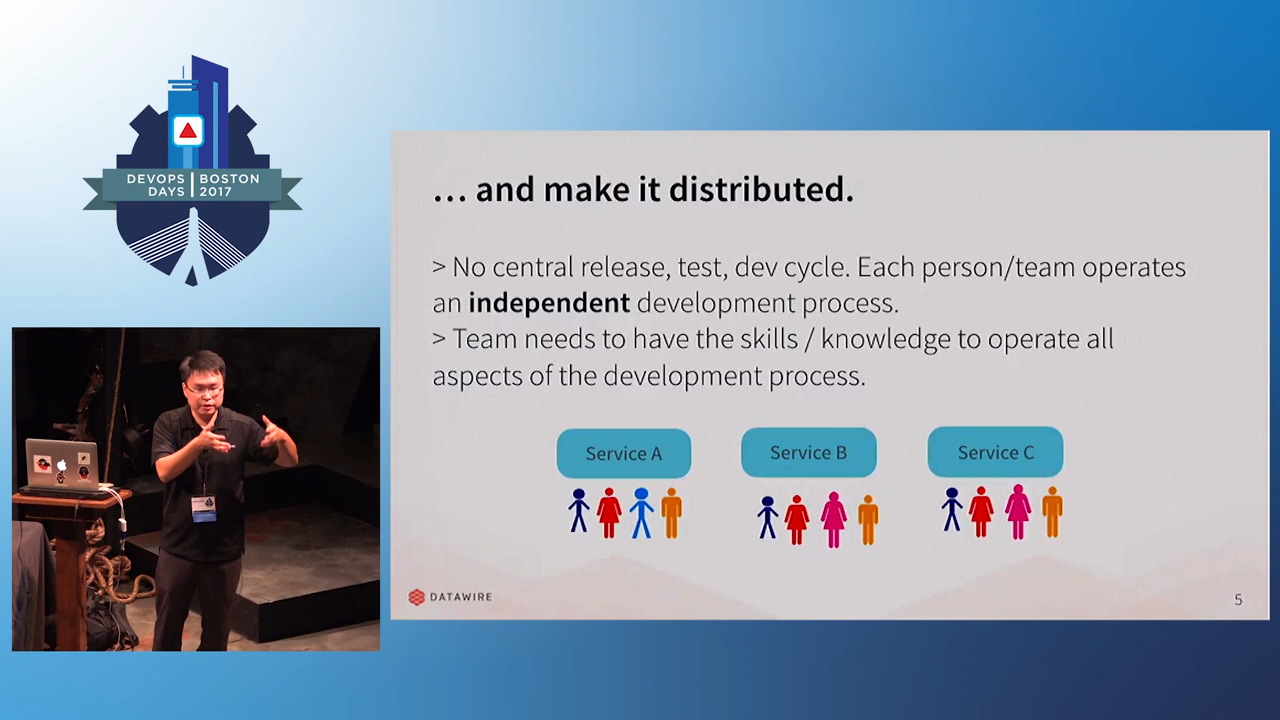 DEVOPS BOSTON
DAYS 2017
… and make it distributed.
> No central release, test, dev cycle. Each person/team operates
an independent development process.
> Team needs to have the skills / knowledge to operate all
aspects of the development process.
Service A
Service B
Service C
DATAWIRE
5